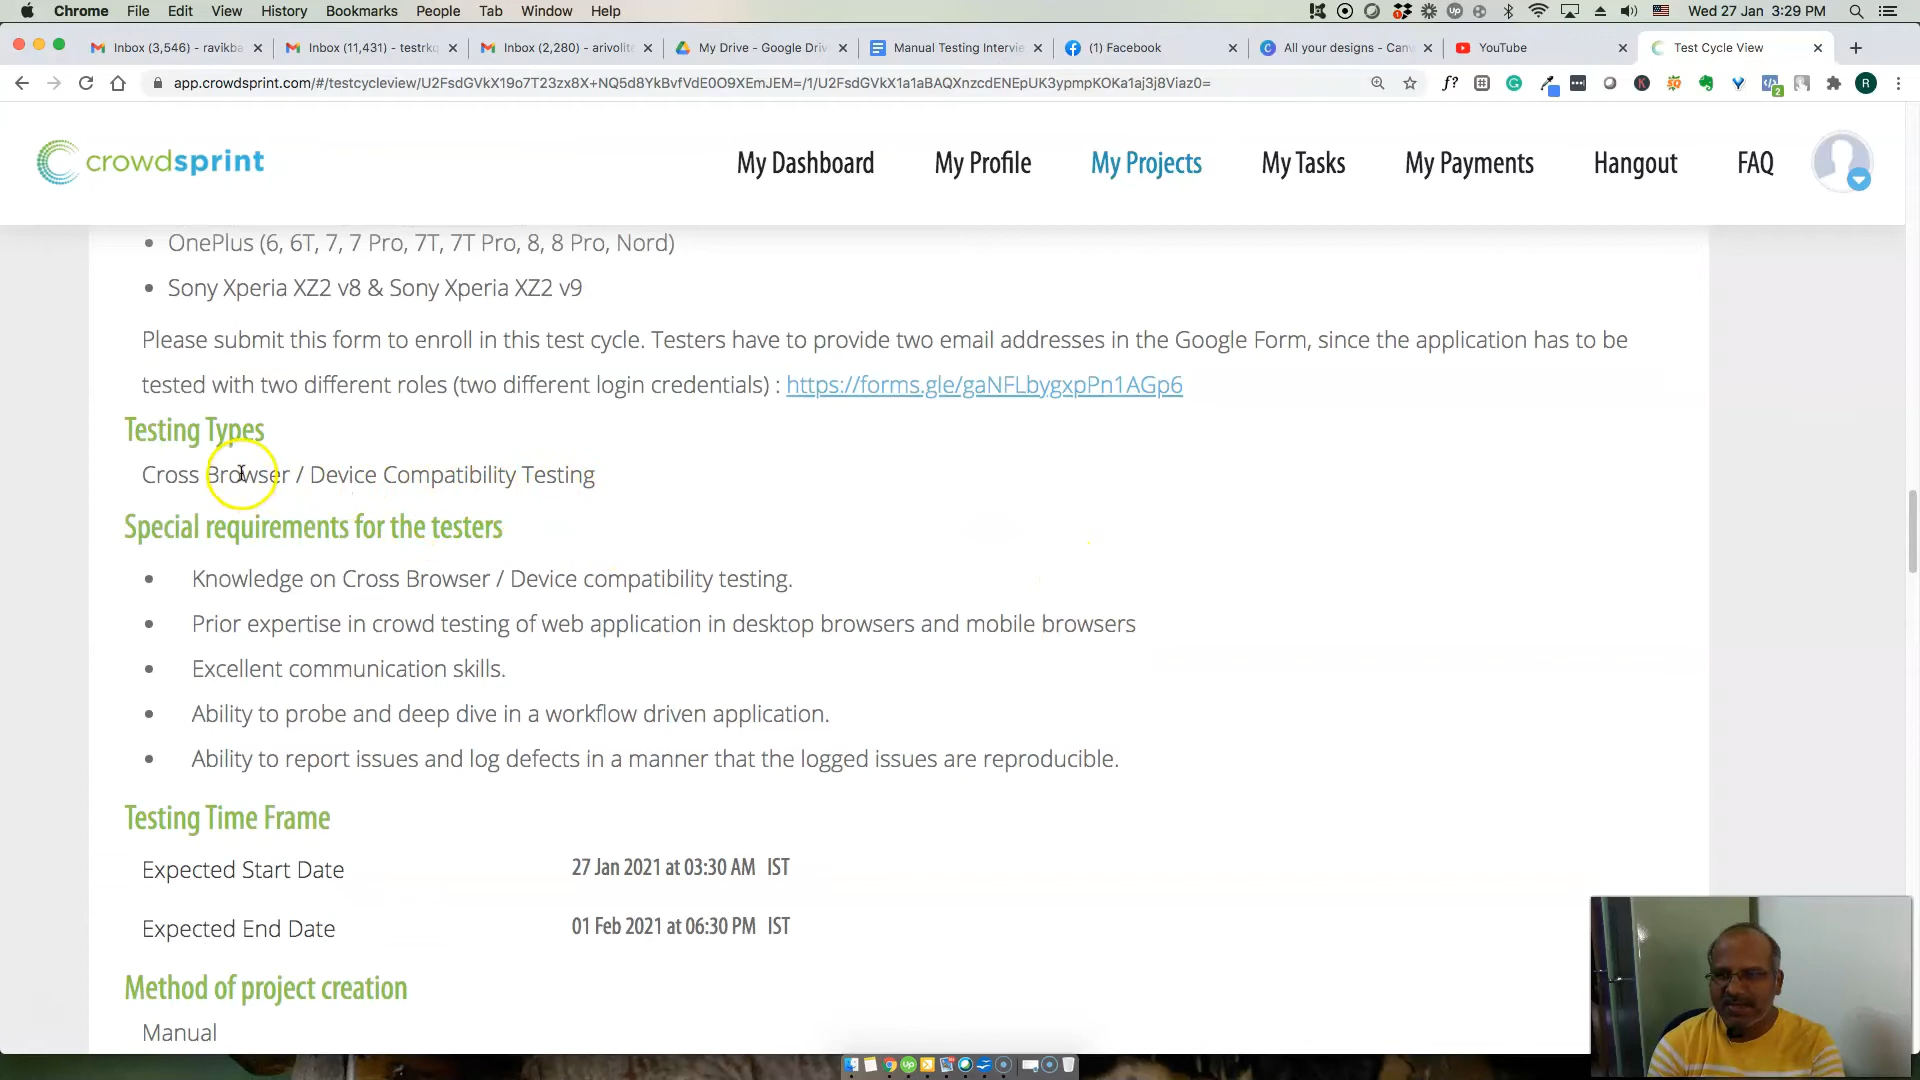 Chrome File Edit View History Bookmarks People Tab Window Help Wed 27 Jan 3:29 PM
Inbox (3,546) - ravikba Inbox (11,431) - testrkq Inbox (2,280) - arivolite My Drive - Google Driv Manual Testing Intervie (1) Facebook All your designs - Canv YouTube Test Cycle View
app.crowdsprint.com/#/testcycleview/U2FsdGVkX19o7T23zx8X+NQ5d8YkBvfVdE0O9XEmJEM=/1/U2FsdGVkX1a1aBAQXnzcdENEpUK3ypmpKOKa1aj3j8Viaz0=
crowdsprint
My Dashboard My Profile My Projects My Tasks My Payments Hangout FAQ
• OnePlus (6, 6T, 7, 7 Pro, 7T, 7T Pro, 8, 8 Pro, Nord)
• Sony Xperia XZ2 v8 & Sony Xperia XZ2 v9
Please submit this form to enroll in this test cycle. Testers have to provide two email addresses in the Google Form, since the application has to be
tested with two different roles (two different login credentials) : https://forms.gle/gaNFLbygxpPn1AGp6
Testing Types
Cross Browser / Device Compatibility Testing
Special requirements for the testers
• Knowledge on Cross Browser / Device compatibility testing.
• Prior expertise in crowd testing of web application in desktop browsers and mobile browsers
• Excellent communication skills.
• Ability to probe and deep dive in a workflow driven application.
• Ability to report issues and log defects in a manner that the logged issues are reproducible.
Testing Time Frame
Expected Start Date 27 Jan 2021 at 03:30 AM IST
Expected End Date 01 Feb 2021 at 06:30 PM IST
Method of project creation
Manual